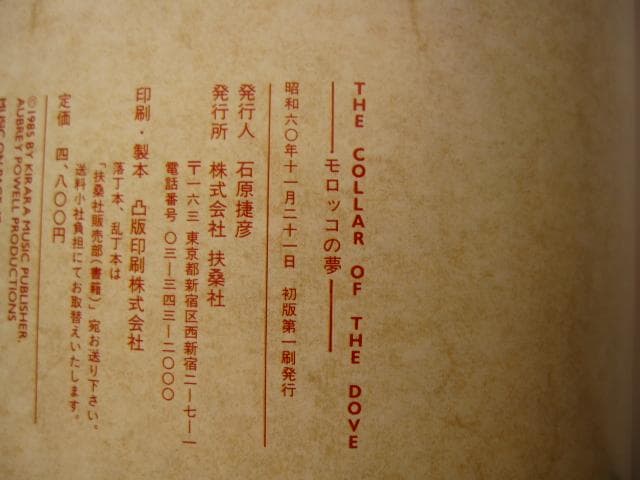 THE COLLAR OF THE DOVE
モロッコの夢
昭和六〇年十一月二十一日 初版第一刷発行
発行人 石原捷彦
発行所 株式会社 扶桑社
〒一六三 東京都新宿区西新宿二ー七ー一
電話番号 〇三ー三四三ー二〇〇〇
印刷・製本 凸版印刷株式会社
落丁本、乱丁本は
「扶桑社販売部(書籍)」宛お送り下さい。
送料小社負担にてお取替えいたします。
定価 四、八〇〇円
©1985 BY KIRARA MUSIC PUBLISHER,
AUBREY POWELL PRODUCTIONS